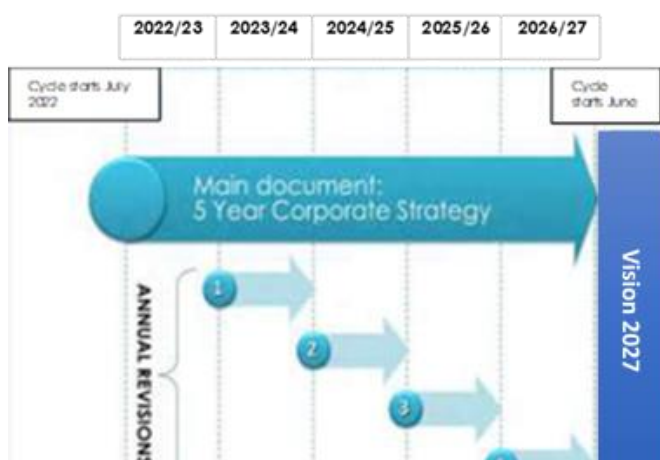 2022/23 2023/24 2024/25 2025/26 2026/27
Cycle starts July
2022
Cycle
starts June
Main document:
5 Year Corporate Strategy
1
2
3
ANNUAL REVISIONS
Vision 2027